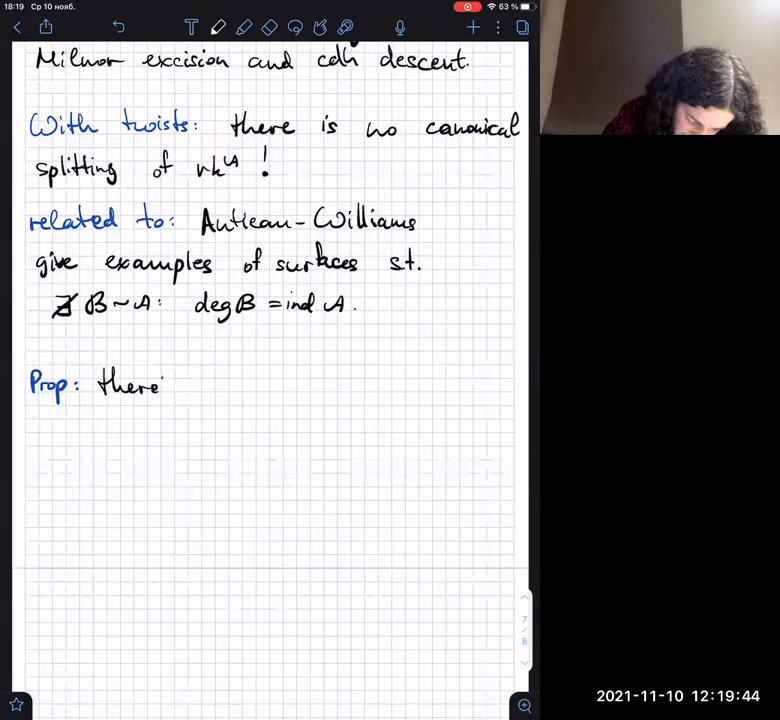 18:19 Ср 10 нояб.
63 %
Milnor excision and cdh descent.
With twists: there is no canonical
splitting of rk^A !
related to: Antieau-Williams
give examples of surfaces st.
∄ B ~ A: deg B = ind A.
Prop: there
7
8
2021-11-10 12:19:44